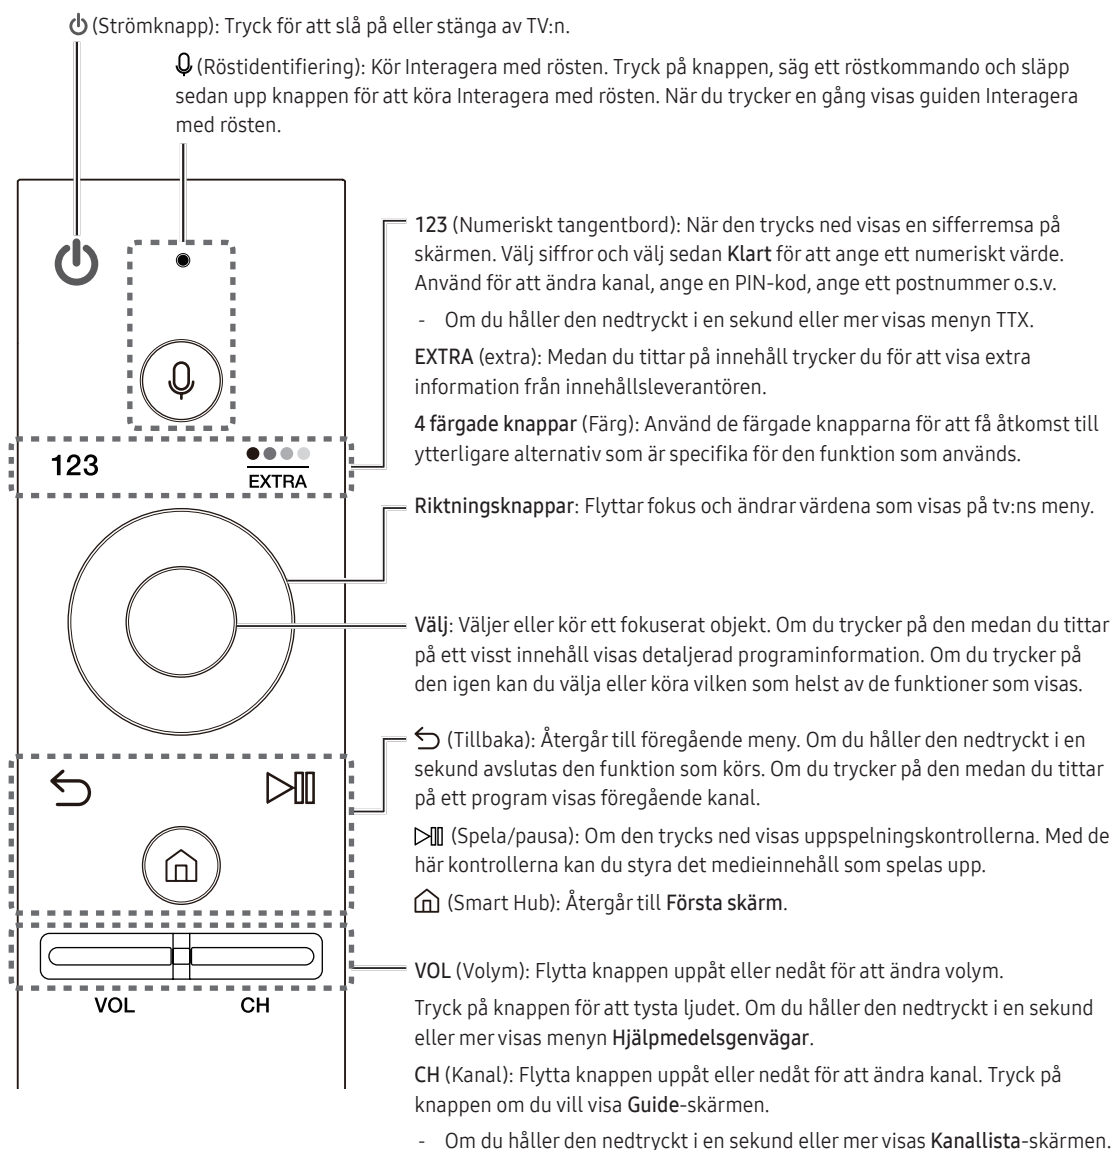 (Strömknapp): Tryck för att slå på eller stänga av TV:n.
(Röstidentifiering): Kör Interagera med rösten. Tryck på knappen, säg ett röstkommando och släpp
sedan upp knappen för att köra Interagera med rösten. När du trycker en gång visas guiden Interagera
med rösten.
123 (Numeriskt tangentbord): När den trycks ned visas en sifferremsa på
skärmen. Välj siffror och välj sedan Klart för att ange ett numeriskt värde.
Använd för att ändra kanal, ange en PIN-kod, ange ett postnummer o.s.v.
- Om du håller den nedtryckt i en sekund eller mer visas menyn TTX.
EXTRA (extra): Medan du tittar på innehåll trycker du för att visa extra
information från innehållsleverantören.
4 färgade knappar (Färg): Använd de färgade knapparna för att få åtkomst till
ytterligare alternativ som är specifika för den funktion som används.
123
EXTRA
Riktningsknappar: Flyttar fokus och ändrar värdena som visas på tv:ns meny.
Välj: Väljer eller kör ett fokuserat objekt. Om du trycker på den medan du tittar
på ett visst innehåll visas detaljerad programinformation. Om du trycker på
den igen kan du välja eller köra vilken som helst av de funktioner som visas.
(Tillbaka): Återgår till föregående meny. Om du håller den nedtryckt i en
sekund avslutas den funktion som körs. Om du trycker på den medan du tittar
på ett program visas föregående kanal.
(Spela/pausa): Om den trycks ned visas uppspelningskontrollerna. Med de
här kontrollerna kan du styra det medieinnehåll som spelas upp.
(Smart Hub): Återgår till Första skärm.
VOL (Volym): Flytta knappen uppåt eller nedåt för att ändra volym.
Tryck på knappen för att tysta ljudet. Om du håller den nedtryckt i en sekund
eller mer visas menyn Hjälpmedelsgenvägar.
VOL
CH
CH (Kanal): Flytta knappen uppåt eller nedåt för att ändra kanal. Tryck på
knappen om du vill visa Guide-skärmen.
- Om du håller den nedtryckt i en sekund eller mer visas Kanallista-skärmen.